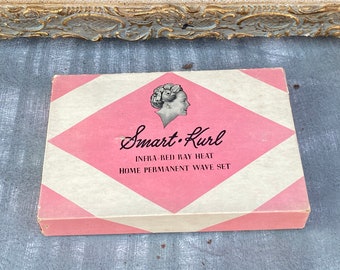 Smart·Kurl
INFRA-RED RAY HEAT
HOME PERMANENT WAVE SET